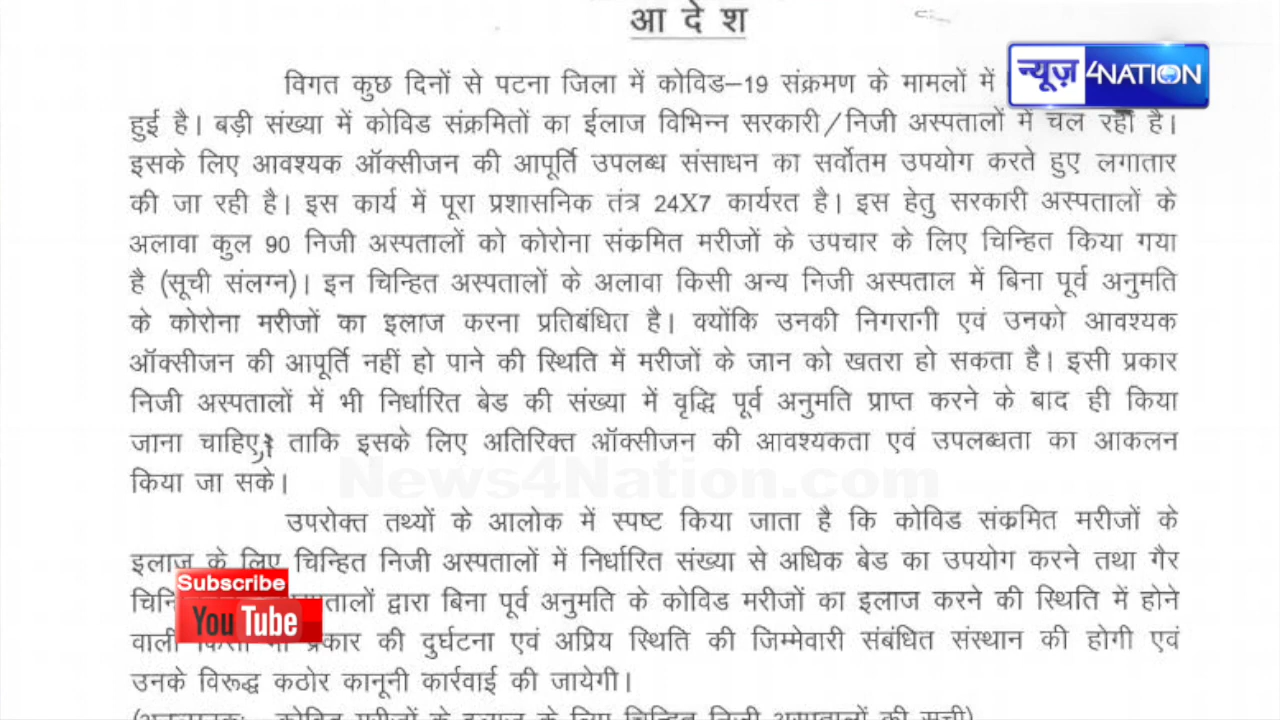 आ दे श
न्यूज़ 4NATION
विगत कुछ दिनों से पटना जिला में कोविड–19 संक्रमण के मामलों में
हुई है। बड़ी संख्या में कोविड संक्रमितों का ईलाज विभिन्न सरकारी/निजी अस्पतालों में चल रहा है।
इसके लिए आवश्यक ऑक्सीजन की आपूर्ति उपलब्ध संसाधन का सर्वोतम उपयोग करते हुए लगातार
की जा रही है। इस कार्य में पूरा प्रशासनिक तंत्र 24X7 कार्यरत है। इस हेतु सरकारी अस्पतालों के
अलावा कुल 90 निजी अस्पतालों को कोरोना संक्रमित मरीजों के उपचार के लिए चिन्हित किया गया
है (सूची संलग्न)। इन चिन्हित अस्पतालों के अलावा किसी अन्य निजी अस्पताल में बिना पूर्व अनुमति
के कोरोना मरीजों का इलाज करना प्रतिबंधित है। क्योंकि उनकी निगरानी एवं उनको आवश्यक
ऑक्सीजन की आपूर्ति नहीं हो पाने की स्थिति में मरीजों के जान को खतरा हो सकता है। इसी प्रकार
निजी अस्पतालों में भी निर्धारित बेड की संख्या में वृद्धि पूर्व अनुमति प्राप्त करने के बाद ही किया
जाना चाहिए, ताकि इसके लिए अतिरिक्त ऑक्सीजन की आवश्यकता एवं उपलब्धता का आकलन
किया जा सके।
News4Nation.com
उपरोक्त तथ्यों के आलोक में स्पष्ट किया जाता है कि कोविड संक्रमित मरीजों के
इलाज के लिए चिन्हित निजी अस्पतालों में निर्धारित संख्या से अधिक बेड का उपयोग करने तथा गैर
द्वारा बिना पूर्व अनुमति के कोविड मरीजों का इलाज करने की स्थिति में होने
वाली प्रकार की दुर्घटना एवं अप्रिय स्थिति की जिम्मेवारी संबंधित संस्थान की होगी एवं
उनके विरूद्ध कठोर कानूनी कार्रवाई की जायेगी।
Subscribe
YouTube